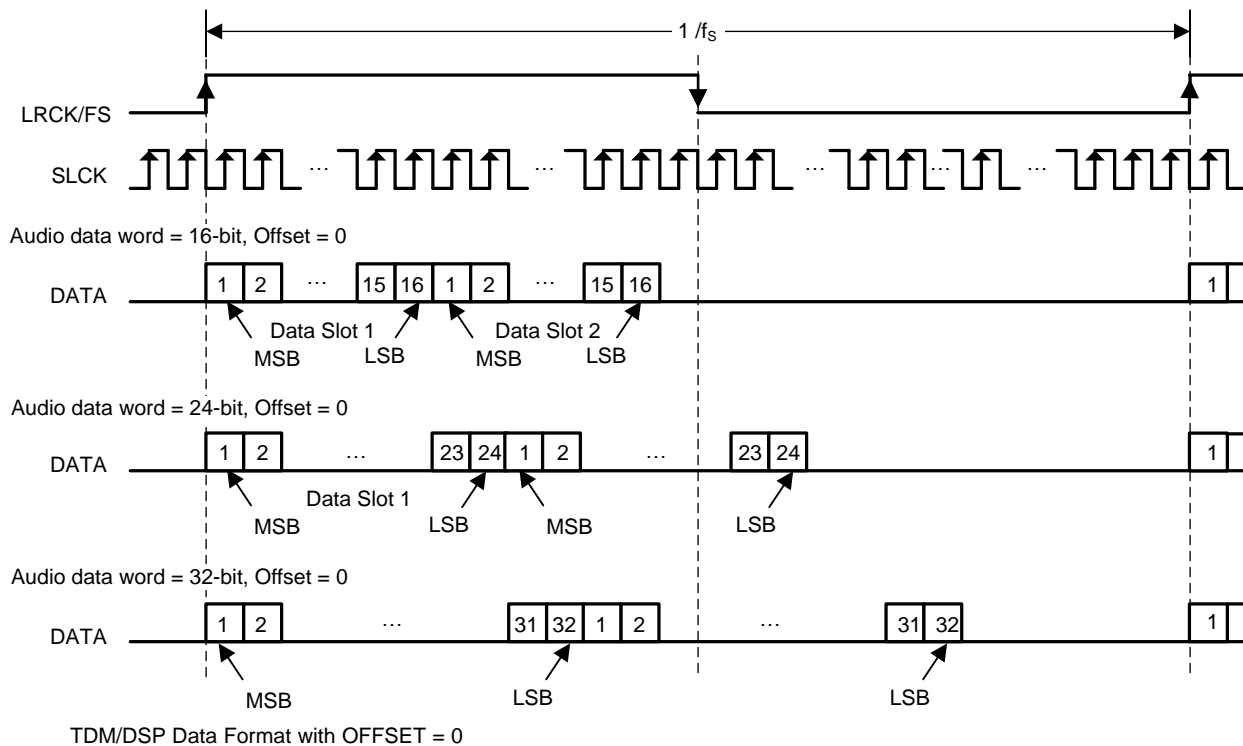 1 /fS
LRCK/FS
SLCK
… … … … …
Audio data word = 16-bit, Offset = 0
DATA 1 2 … 15 16 1 2 … 15 16 1
Data Slot 1 Data Slot 2
MSB LSB MSB LSB
Audio data word = 24-bit, Offset = 0
DATA 1 2 … 23 24 1 2 … 23 24 1
Data Slot 1
MSB LSB MSB LSB
Audio data word = 32-bit, Offset = 0
DATA 1 2 … 31 32 1 2 … 31 32 1
MSB LSB LSB
TDM/DSP Data Format with OFFSET = 0